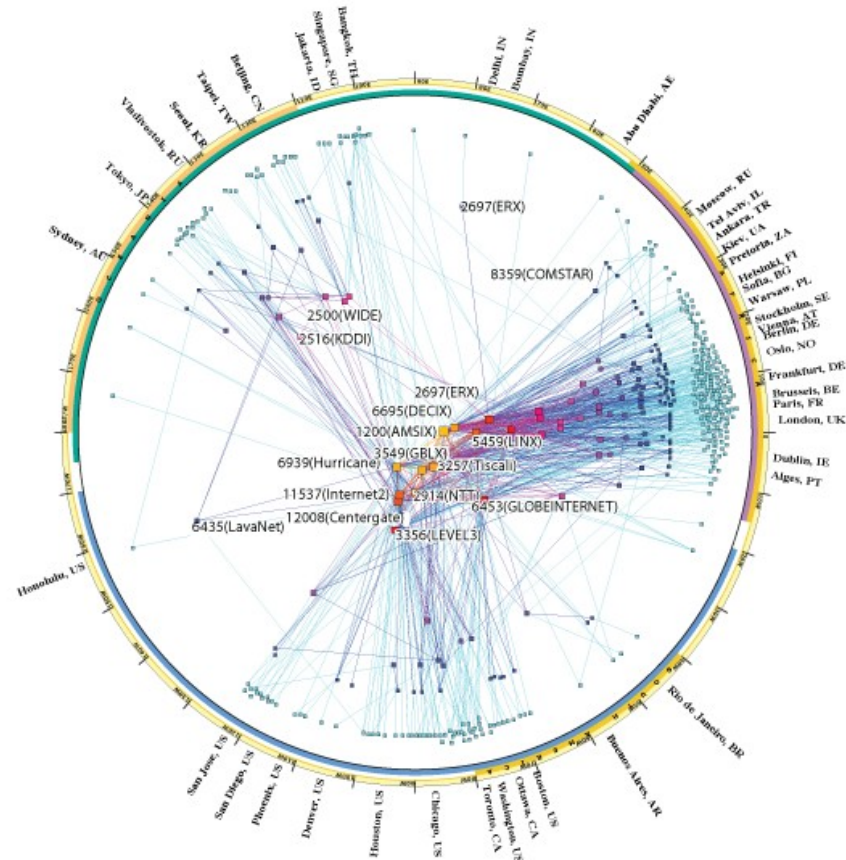 Bangkok, TH
Singapore, SG
Jakarta, ID
Beijing, CN
Taipei, TW
Seoul, KR
Vladivostok, RU
Tokyo, JP
Sydney, AU
Honolulu, US
Delhi, IN
Bombay, IN
Abu Dhabi, AE
Moscow, RU
Tel Aviv, IL
Ankara, TR
Kiev, UA
Pretoria, ZA
Helsinki, FI
Sofia, BG
Warsaw, PL
Stockholm, SE
Vienna, AT
Berlin, DE
Oslo, NO
Frankfurt, DE
Brussels, BE
Paris, FR
London, UK
Dublin, IE
Alges, PT
2697(ERX)
8359(COMSTAR)
2500(WIDE)
2516(KDDI)
2697(ERX)
6695(DECIX)
1200(AMSIX)
5459(LINX)
3549(GBLX)
6939(Hurricane)
3257(Tiscali)
11537(Internet2)
2914(NTT)
6453(GLOBEINTERNET)
12008(Centergate)
6435(LavaNet)
3356(LEVEL3)
San Jose, US
San Diego, US
Phoenix, US
Denver, US
Houston, US
Chicago, US
Toronto, CA
Washington, US
Ottawa, CA
Boston, US
Buenos Aires, AR
Rio de Janeiro, BR